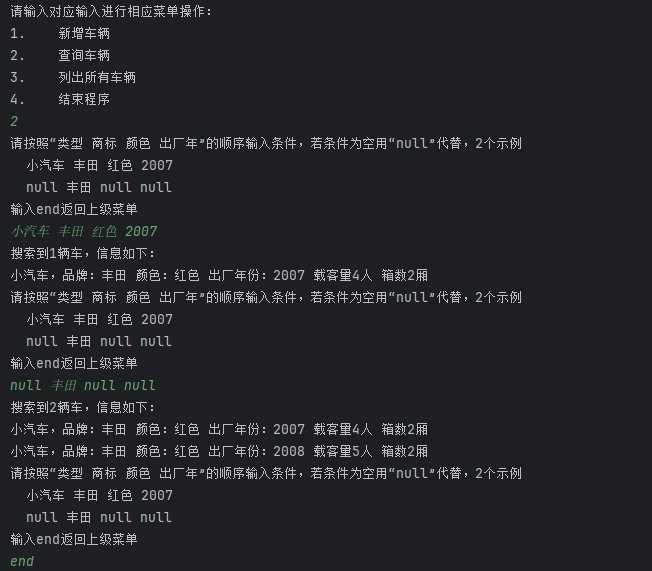 请输入对应输入进行相应菜单操作：
1.    新增车辆
2.    查询车辆
3.    列出所有车辆
4.    结束程序
2
请按照“类型 商标 颜色 出厂年”的顺序输入条件，若条件为空用“null”代替，2个示例
  小汽车 丰田 红色 2007
  null 丰田 null null
输入end返回上级菜单
小汽车 丰田 红色 2007
搜索到1辆车，信息如下：
小汽车，品牌：丰田 颜色：红色 出厂年份：2007 载客量4人 箱数2厢
请按照“类型 商标 颜色 出厂年”的顺序输入条件，若条件为空用“null”代替，2个示例
  小汽车 丰田 红色 2007
  null 丰田 null null
输入end返回上级菜单
null 丰田 null null
搜索到2辆车，信息如下：
小汽车，品牌：丰田 颜色：红色 出厂年份：2007 载客量4人 箱数2厢
小汽车，品牌：丰田 颜色：红色 出厂年份：2008 载客量5人 箱数2厢
请按照“类型 商标 颜色 出厂年”的顺序输入条件，若条件为空用“null”代替，2个示例
  小汽车 丰田 红色 2007
  null 丰田 null null
输入end返回上级菜单
end